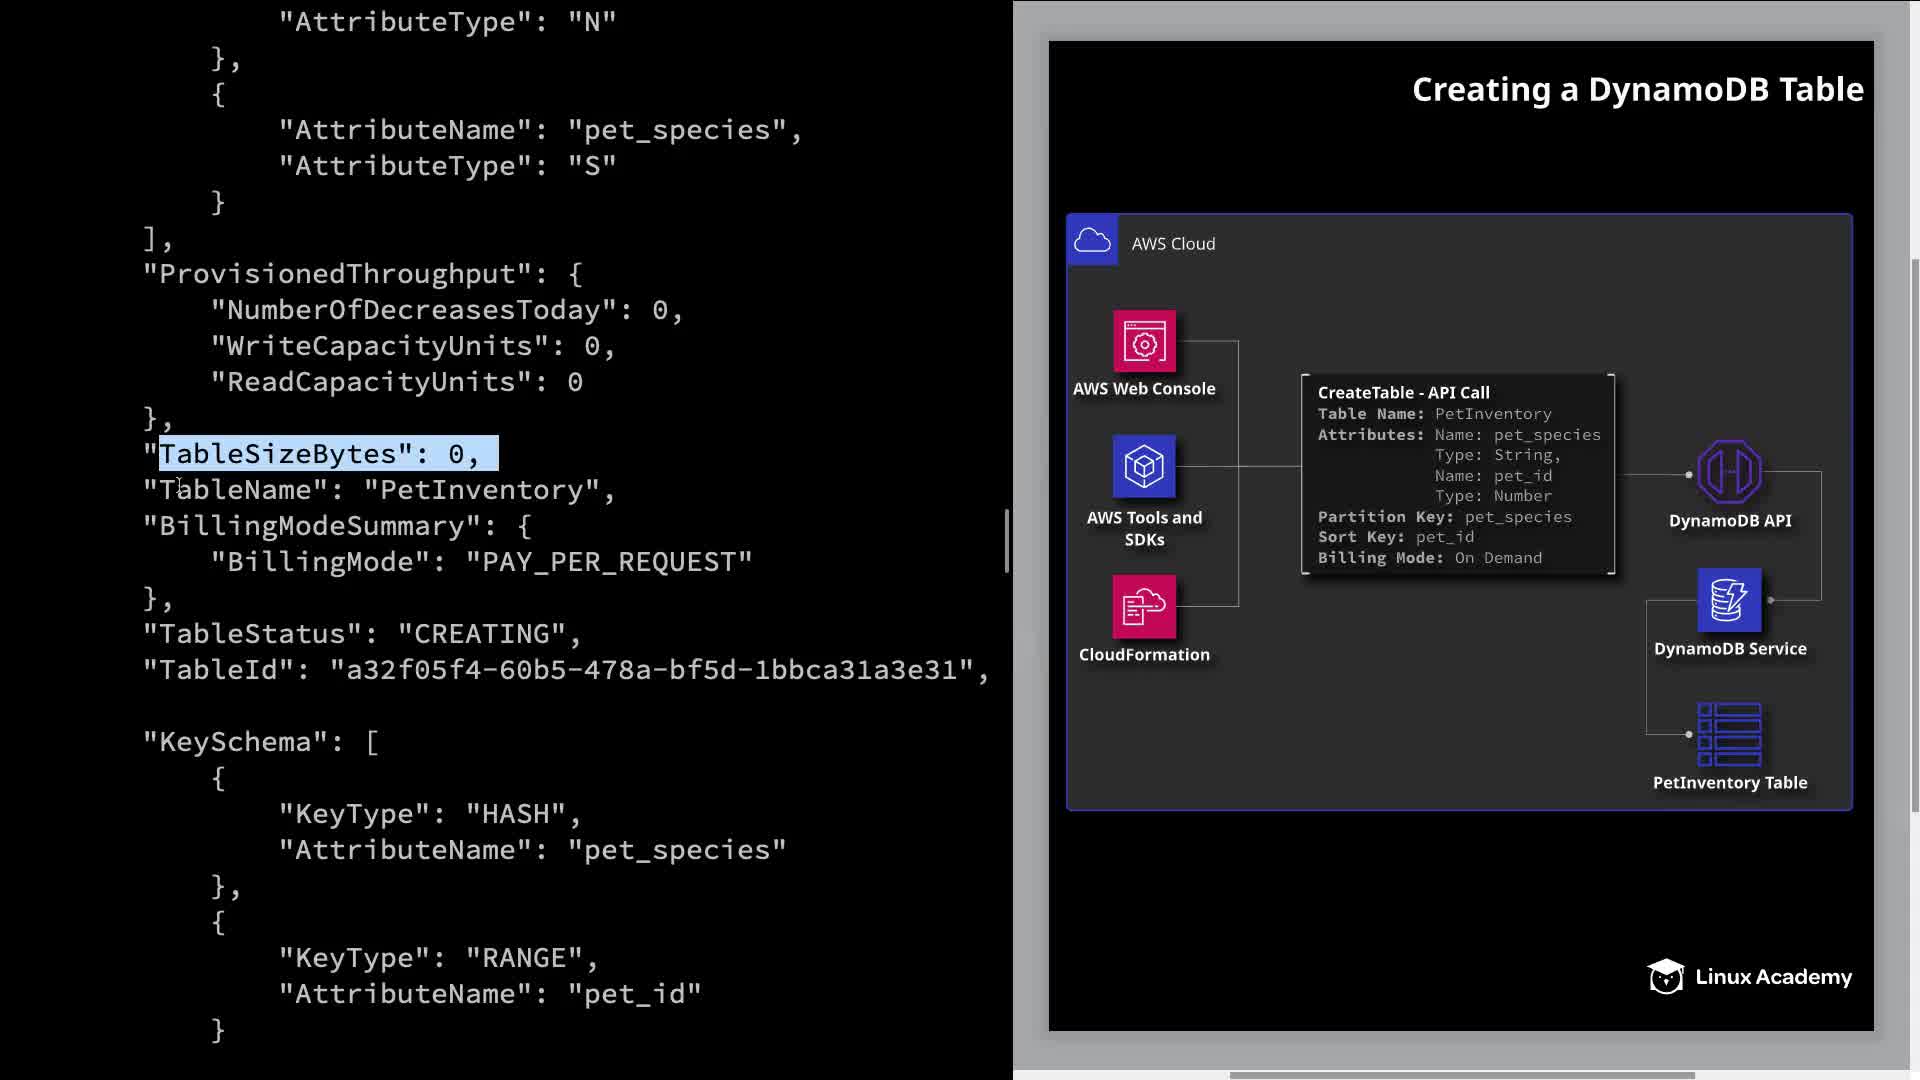 "AttributeType": "N"
},
{
"AttributeName": "pet_species",
"AttributeType": "S"
}
],
"ProvisionedThroughput": {
"NumberOfDecreasesToday": 0,
"WriteCapacityUnits": 0,
"ReadCapacityUnits": 0
},
"TableSizeBytes": 0,
"TableName": "PetInventory",
"BillingModeSummary": {
"BillingMode": "PAY_PER_REQUEST"
},
"TableStatus": "CREATING",
"TableId": "a32f05f4-60b5-478a-bf5d-1bbca31a3e31",
"KeySchema": [
{
"KeyType": "HASH",
"AttributeName": "pet_species"
},
{
"KeyType": "RANGE",
"AttributeName": "pet_id"
}
Creating a DynamoDB Table
AWS Cloud
AWS Web Console
AWS Tools and
SDKs
CloudFormation
CreateTable - API Call
Table Name: PetInventory
Attributes: Name: pet_species
Type: String,
Name: pet_id
Type: Number
Partition Key: pet_species
Sort Key: pet_id
Billing Mode: On Demand
DynamoDB API
DynamoDB Service
PetInventory Table
Linux Academy